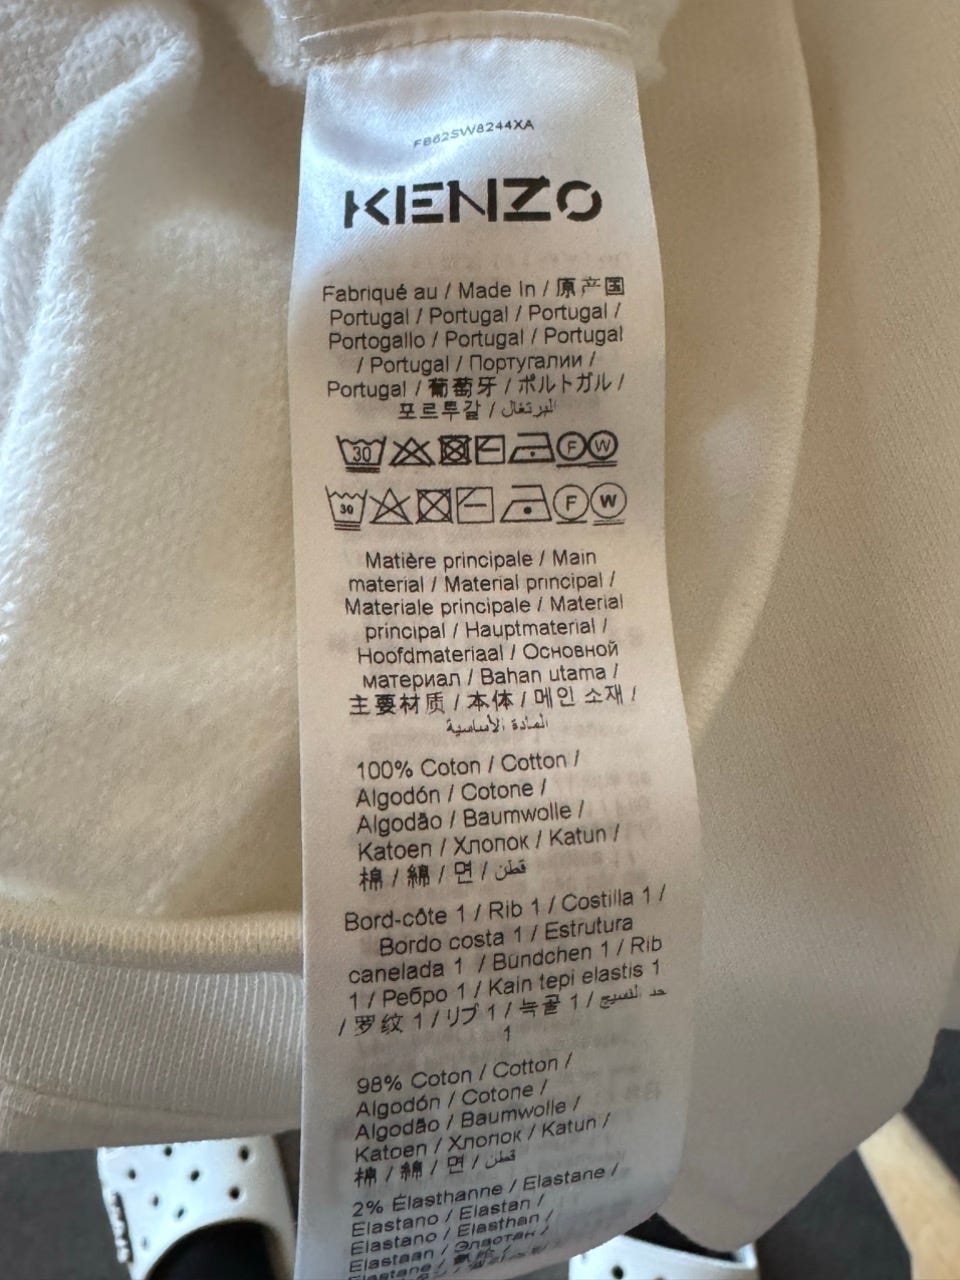 FB62SW8244XA
KENZO
Fabriqué au / Made In / 原产国
Portugal / Portugal / Portugal /
Portogallo / Portugal / Portugal
/ Portugal / Португалии /
Portugal / 葡萄牙 / ポルトガル /
포르투갈 / البرتغال
30 F W
30 F W
Matière principale / Main
material / Material principal /
Materiale principale / Material
principal / Hauptmaterial /
Hoofdmateriaal / Основной
материал / Bahan utama /
主要材质 / 本体 / 메인 소재 /
المادة الأساسية
100% Coton / Cotton /
Algodón / Cotone /
Algodão / Baumwolle /
Katoen / Хлопок / Katun /
棉 / 綿 / 면 / قطن
Bord-côte 1 / Rib 1 / Costilla 1 /
Bordo costa 1 / Estrutura
canelada 1 / Bündchen 1 / Rib
1 / Ребро 1 / Kain tepi elastis 1
/ 罗纹 1 / リブ 1 / 늑골 1 / حد النسيج
1
98% Coton / Cotton /
Algodón / Cotone /
Algodão / Baumwolle /
Katoen / Хлопок / Katun /
棉 / 綿 / 면 / قطن
2% Élasthanne / Elastane /
Elastano / Elastan /
Elastano / Elasthan /
Elastaan / Эластан /
Elastane /